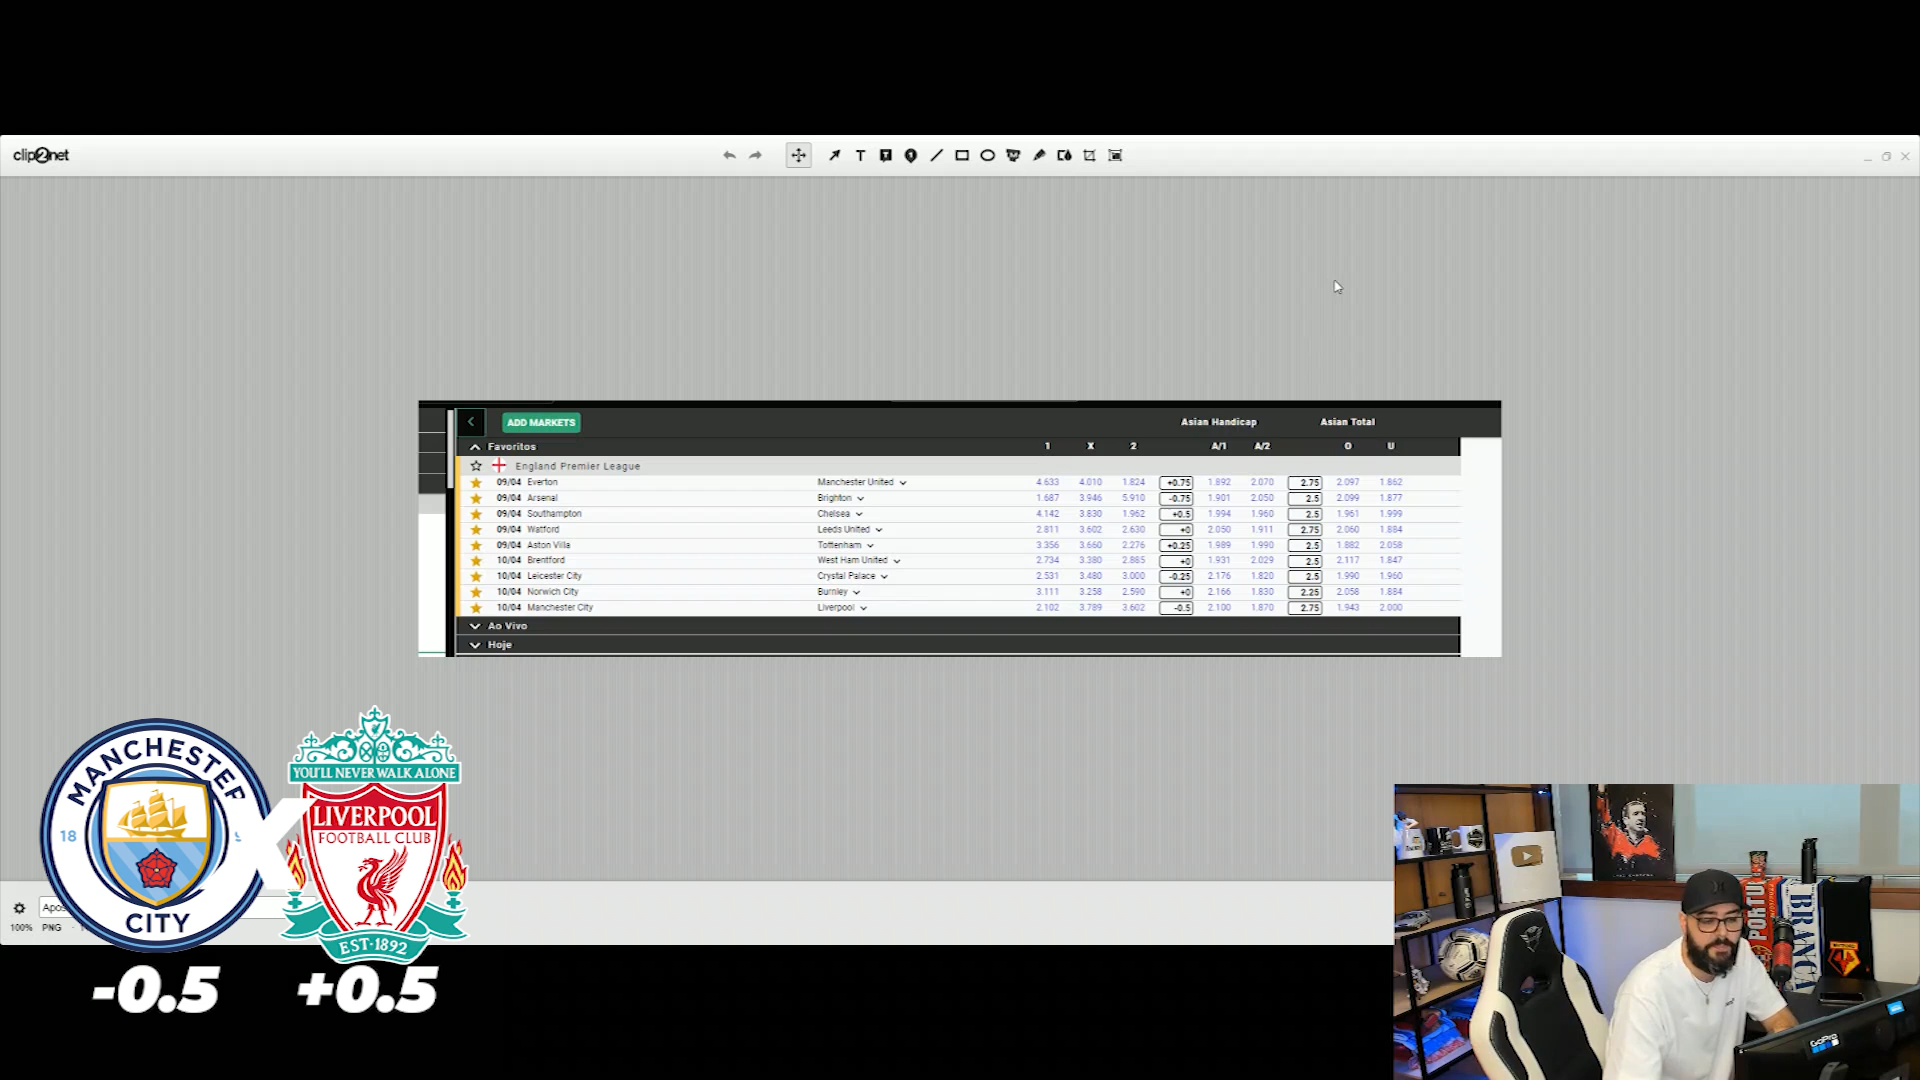 clip2net
ADD MARKETS Asian Handicap Asian Total
Favoritos 1 X 2 A/1 A/2 O U
England Premier League
09/04 Everton Manchester United 4.633 4.010 1.824 +0.75 1.892 2.070 2.75 2.097 1.862
09/04 Arsenal Brighton 1.687 3.946 5.910 -0.75 1.901 2.050 2.5 2.099 1.877
09/04 Southampton Chelsea 4.142 3.830 1.962 +0.5 1.994 1.960 2.5 1.961 1.999
09/04 Watford Leeds United 2.811 3.602 2.630 +0 2.050 1.911 2.75 2.060 1.884
09/04 Aston Villa Tottenham 3.356 3.660 2.276 +0.25 1.989 1.990 2.5 1.882 2.058
10/04 Brentford West Ham United 2.734 3.380 2.885 +0 1.931 2.029 2.5 2.117 1.847
10/04 Leicester City Crystal Palace 2.531 3.480 3.000 -0.25 2.176 1.820 2.5 1.990 1.960
10/04 Norwich City Burnley 3.111 3.258 2.590 +0 2.166 1.830 2.25 2.058 1.884
10/04 Manchester City Liverpool 2.102 3.789 3.602 -0.5 2.100 1.870 2.75 1.943 2.000
Ao Vivo
Hoje
MANCHESTER
18
CITY
X
YOU'LL NEVER WALK ALONE
LIVERPOOL
FOOTBALL CLUB
EST·1892
-0.5 +0.5
Apos
100% PNG
PORTU
BRANCA
GoPro